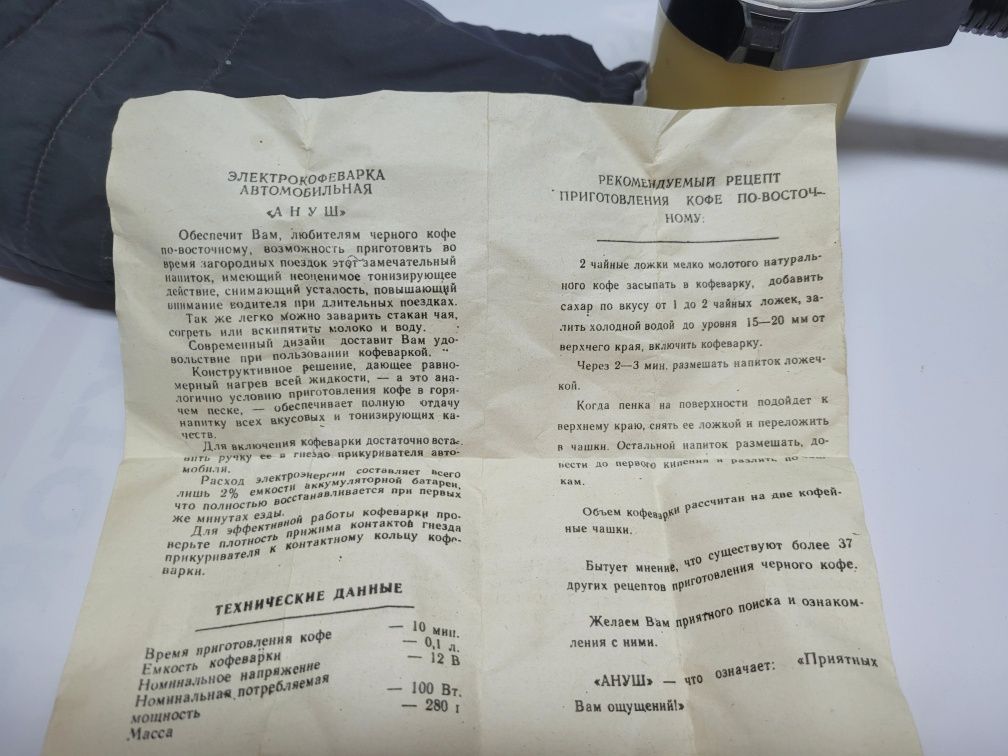 ЭЛЕКТРОКОФЕВАРКА
АВТОМОБИЛЬНАЯ
«АНУШ»
Обеспечит Вам, любителям черного кофе
по-восточному, возможность приготовить во
время загородных поездок этот замечательный
напиток, имеющий неоценимое тонизирующее
действие, снимающий усталость, повышающий
внимание водителя при длительных поездках.
Так же легко можно заварить стакан чая,
согреть или вскипятить молоко и воду.
Современный дизайн доставит Вам удо-
вольствие при пользовании кофеваркой.
Конструктивное решение, дающее равно-
мерный нагрев всей жидкости, — а это ана-
логично условию приготовления кофе в горя-
чем песке, — обеспечивает полную отдачу
напитку всех вкусовых и тонизирующих ка-
честв.
Для включения кофеварки достаточно вста-
вить ручку ее в гнездо прикуривателя авто-
мобиля.
Расход электроэнергии составляет всего
лишь 2% емкости аккумуляторной батареи,
что полностью восстанавливается при первых
же минутах езды.
Для эффективной работы кофеварки про-
верьте плотность прижима контактов гнезда
прикуривателя к контактному кольцу кофе-
варки.
ТЕХНИЧЕСКИЕ ДАННЫЕ
Время приготовления кофе — 10 мин.
Емкость кофеварки — 0,1 л.
Номинальное напряжение — 12 В
Номинальная потребляемая
мощность — 100 Вт.
Масса — 280 г
РЕКОМЕНДУЕМЫЙ РЕЦЕПТ
ПРИГОТОВЛЕНИЯ КОФЕ ПО-ВОСТОЧ-
НОМУ:
2 чайные ложки мелко молотого натураль-
ного кофе засыпать в кофеварку, добавить
сахар по вкусу от 1 до 2 чайных ложек, за-
лить холодной водой до уровня 15—20 мм от
верхнего края, включить кофеварку.
Через 2—3 мин. размешать напиток ложеч-
кой.
Когда пенка на поверхности подойдет к
верхнему краю, снять ее ложкой и переложить
в чашки. Остальной напиток размешать, до-
вести до первого кипения и разлить по чаш-
кам.
Объем кофеварки рассчитан на две кофей-
ные чашки.
Бытует мнение, что существуют более 37
других рецептов приготовления черного кофе.
Желаем Вам приятного поиска и ознаком-
ления с ними.
«АНУШ» — что означает: «Приятных
Вам ощущений!»